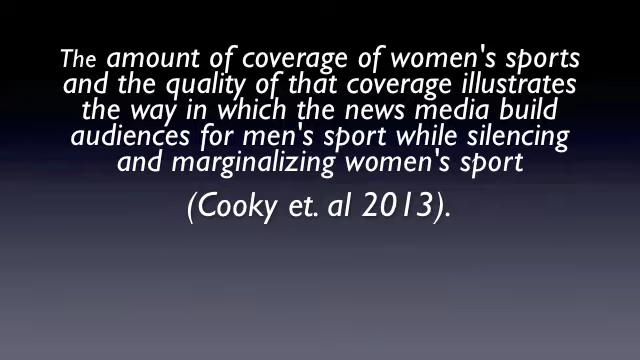 The amount of coverage of women's sports
and the quality of that coverage illustrates
the way in which the news media build
audiences for men's sport while silencing
and marginalizing women's sport
(Cooky et. al 2013).